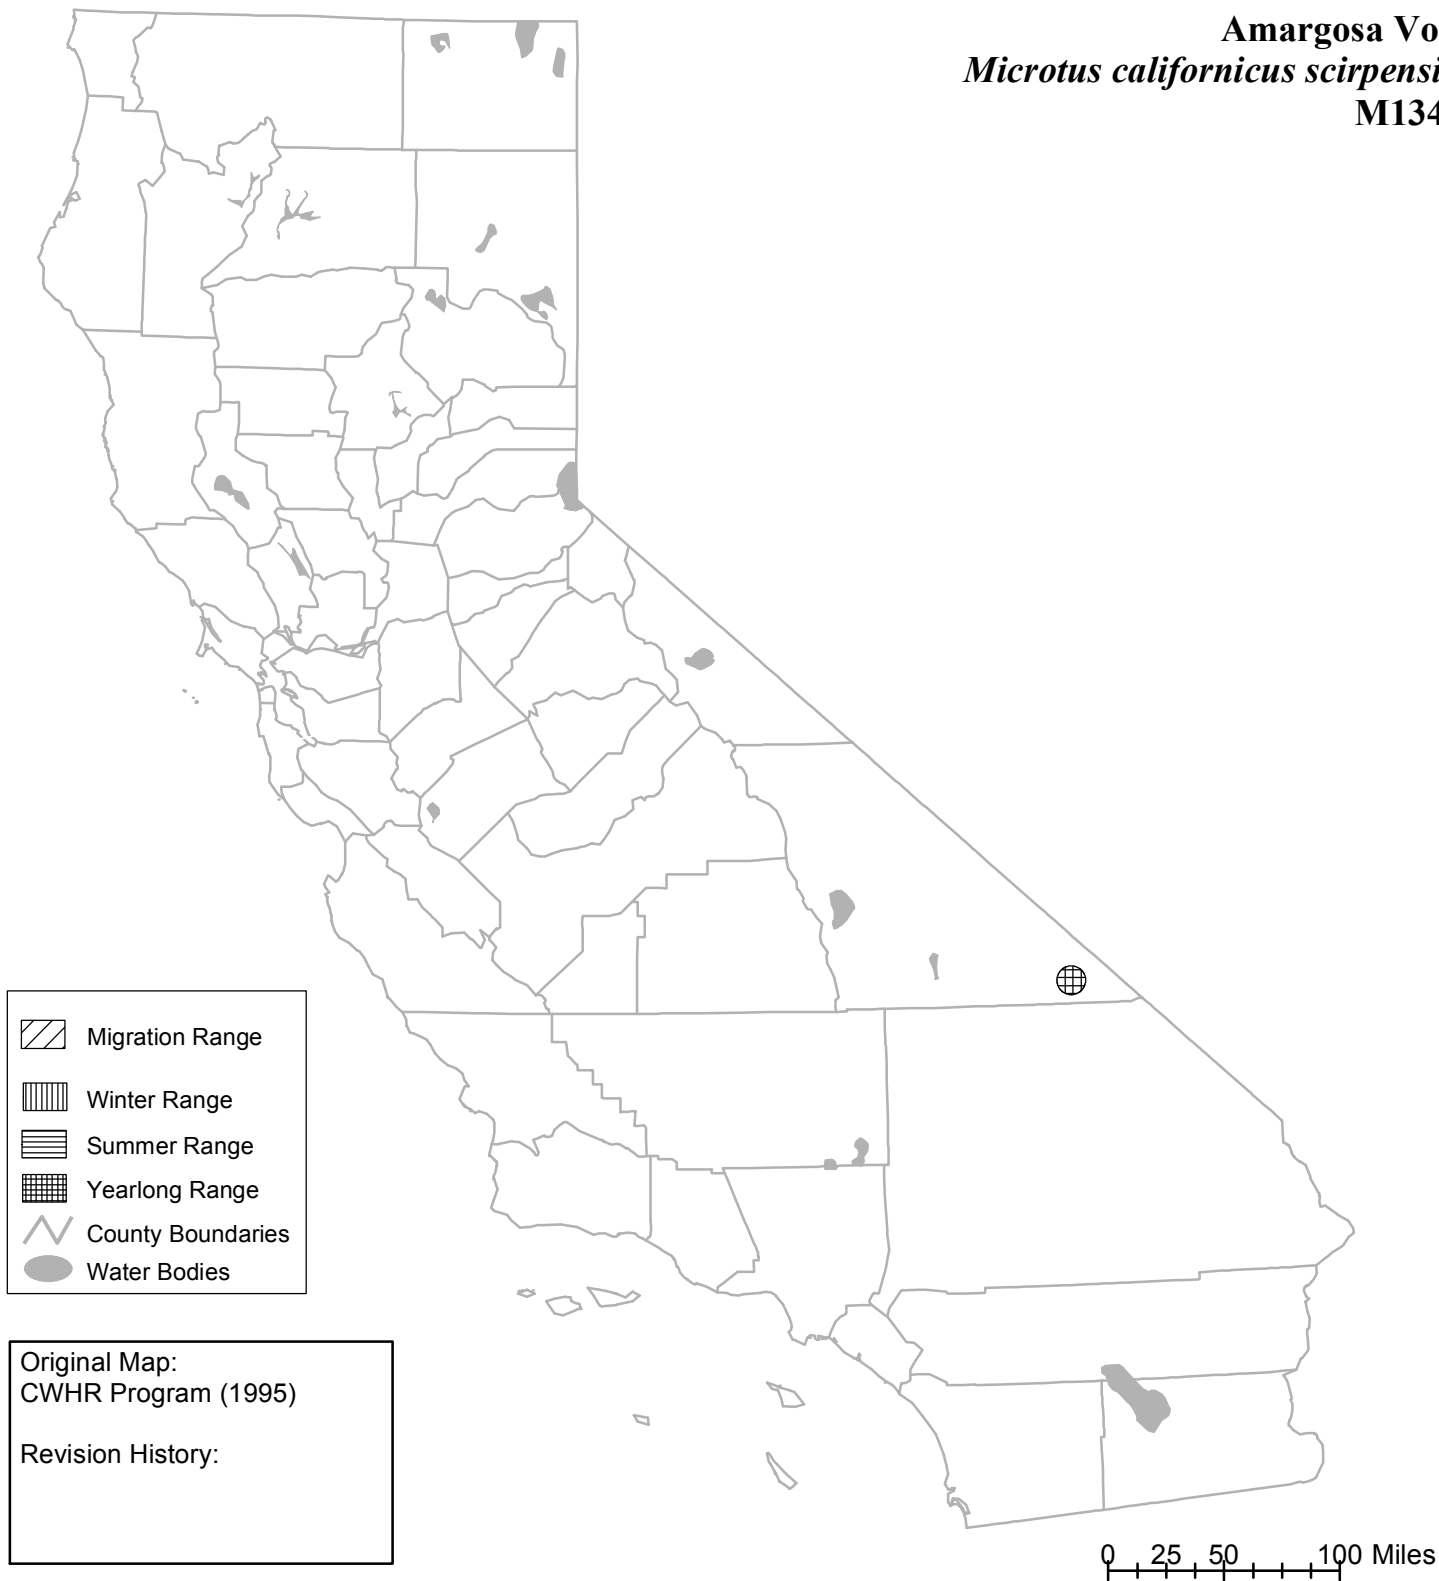 Amargosa Vo
Microtus californicus scirpensi
M134
Migration Range
Winter Range
Summer Range
Yearlong Range
County Boundaries
Water Bodies
Original Map:
CWHR Program (1995)
Revision History:
0 25 50 100 Miles